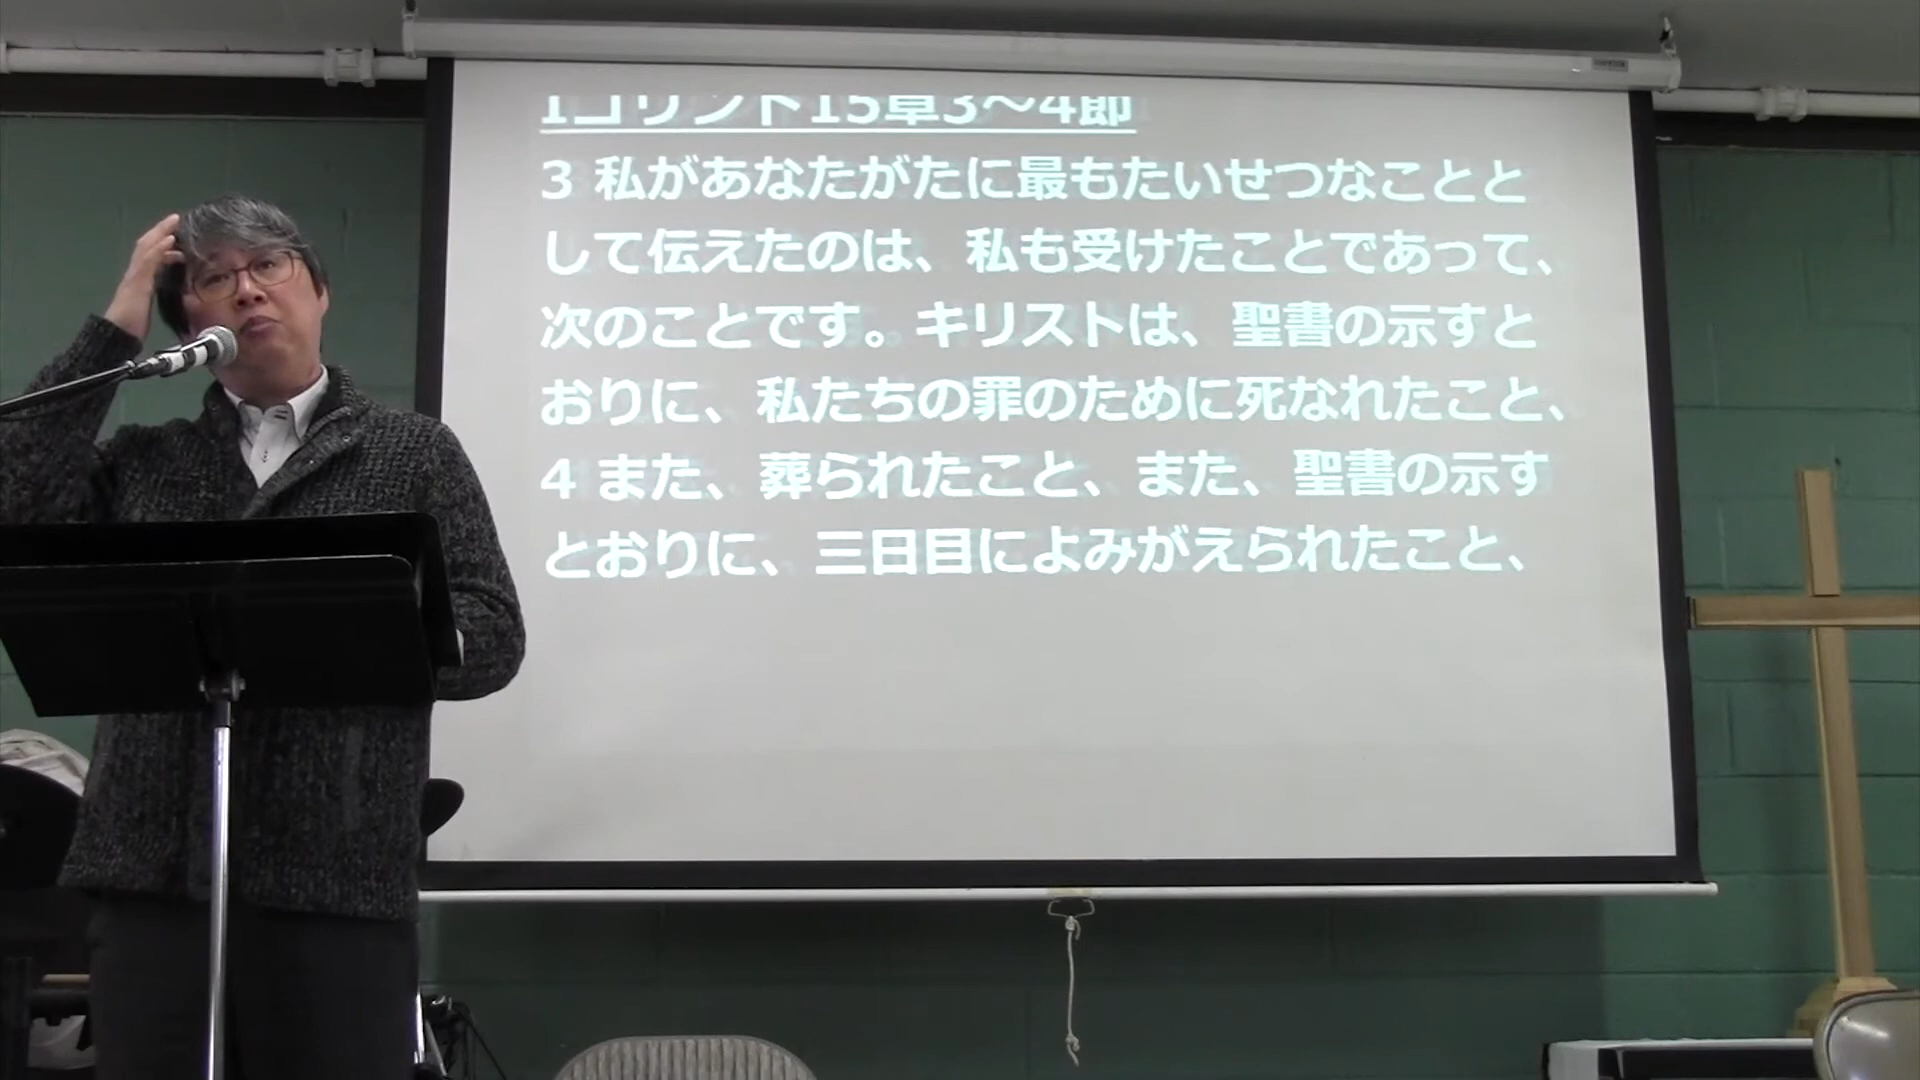 1コリント15章3〜4節
3 私があなたがたに最もたいせつなことと
して伝えたのは、私も受けたことであって、
次のことです。キリストは、聖書の示すと
おりに、私たちの罪のために死なれたこと、
4 また、葬られたこと、また、聖書の示す
とおりに、三日目によみがえられたこと、